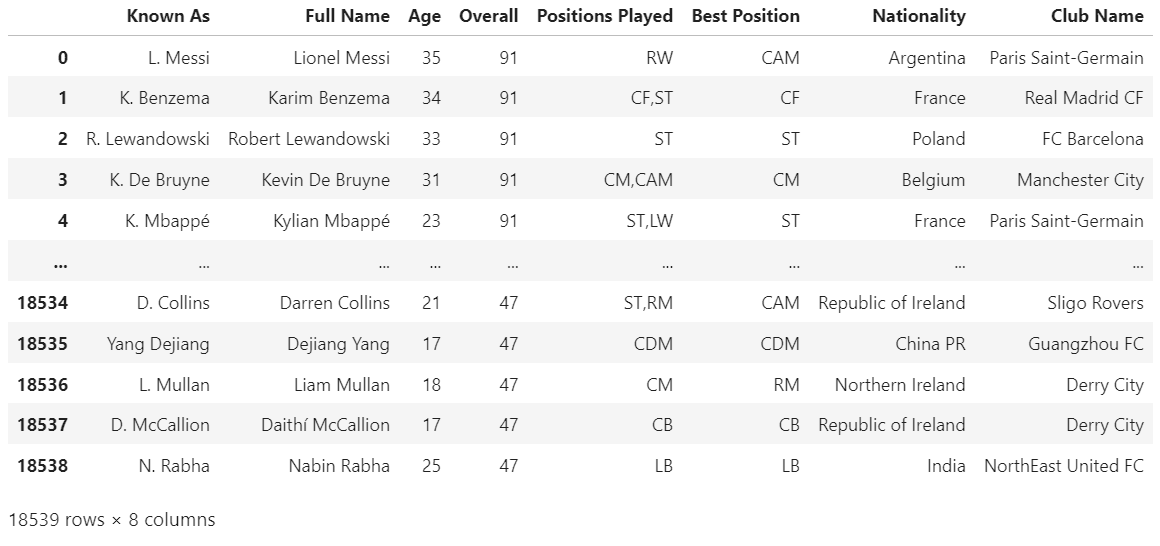 Known As Full Name Age Overall Positions Played Best Position Nationality Club Name
0 L. Messi Lionel Messi 35 91 RW CAM Argentina Paris Saint-Germain
1 K. Benzema Karim Benzema 34 91 CF,ST CF France Real Madrid CF
2 R. Lewandowski Robert Lewandowski 33 91 ST ST Poland FC Barcelona
3 K. De Bruyne Kevin De Bruyne 31 91 CM,CAM CM Belgium Manchester City
4 K. Mbappé Kylian Mbappé 23 91 ST,LW ST France Paris Saint-Germain
... ... ... ... ... ... ... ... ...
18534 D. Collins Darren Collins 21 47 ST,RM CAM Republic of Ireland Sligo Rovers
18535 Yang Dejiang Dejiang Yang 17 47 CDM CDM China PR Guangzhou FC
18536 L. Mullan Liam Mullan 18 47 CM RM Northern Ireland Derry City
18537 D. McCallion Daithí McCallion 17 47 CB CB Republic of Ireland Derry City
18538 N. Rabha Nabin Rabha 25 47 LB LB India NorthEast United FC
18539 rows × 8 columns